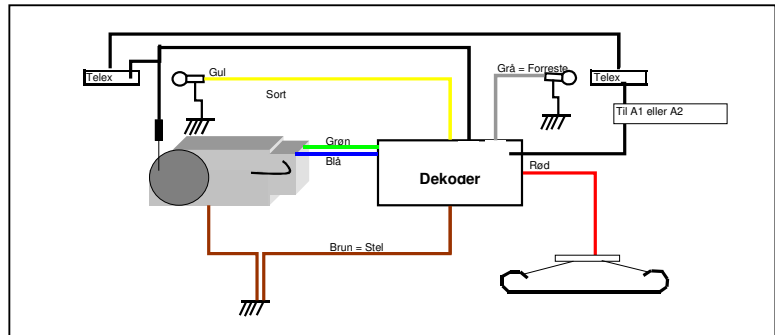 Telex
Gul
Sort
Grå = Forreste
Telex
Til A1 eller A2
Grøn
Blå
Dekoder
Rød
Brun = Stel